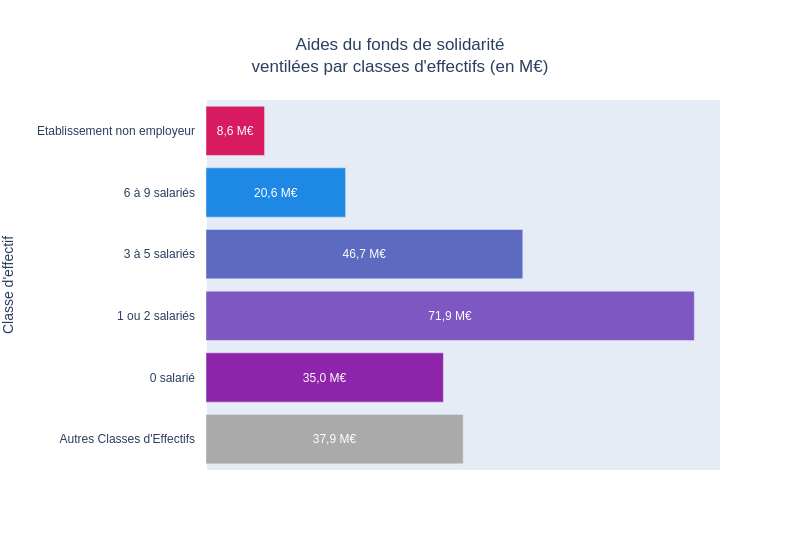 Aides du fonds de solidarité
ventilées par classes d'effectifs (en M€)
Classe d'effectif
Etablissement non employeur
8,6 M€
6 à 9 salariés
20,6 M€
3 à 5 salariés
46,7 M€
1 ou 2 salariés
71,9 M€
0 salarié
35,0 M€
Autres Classes d'Effectifs
37,9 M€